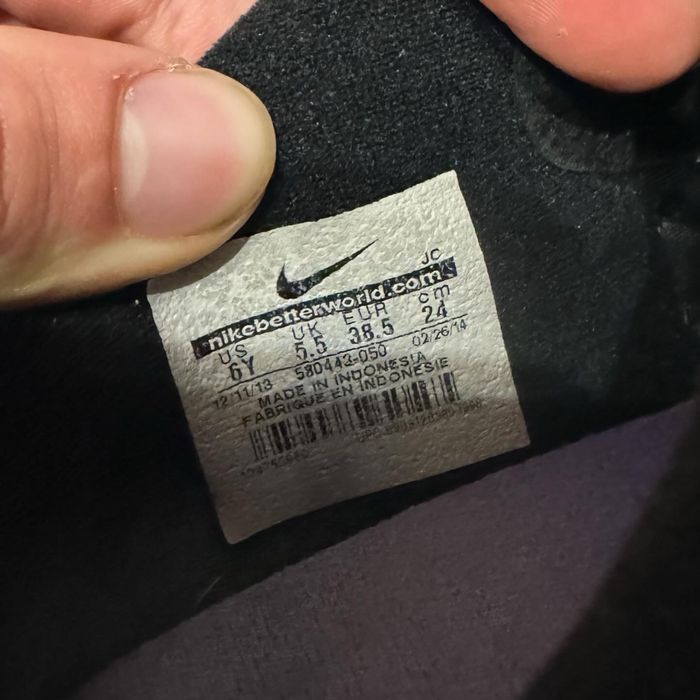 JC
nikebetterworld.com
US UK EUR cm
6Y 5.5 38.5 24
12/11/13 580443-050 02/26/14
MADE IN INDONESIA
FABRIQUE EN INDONESIE